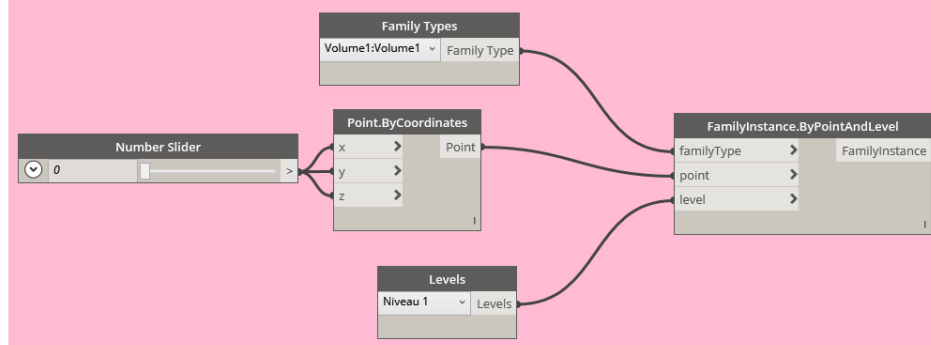 Family Types
Volume1:Volume1
Family Type
Number Slider
0
>
Point.ByCoordinates
x > Point
y >
z >
l
FamilyInstance.ByPointAndLevel
familyType > FamilyInstance
point >
level >
l
Levels
Niveau 1
Levels